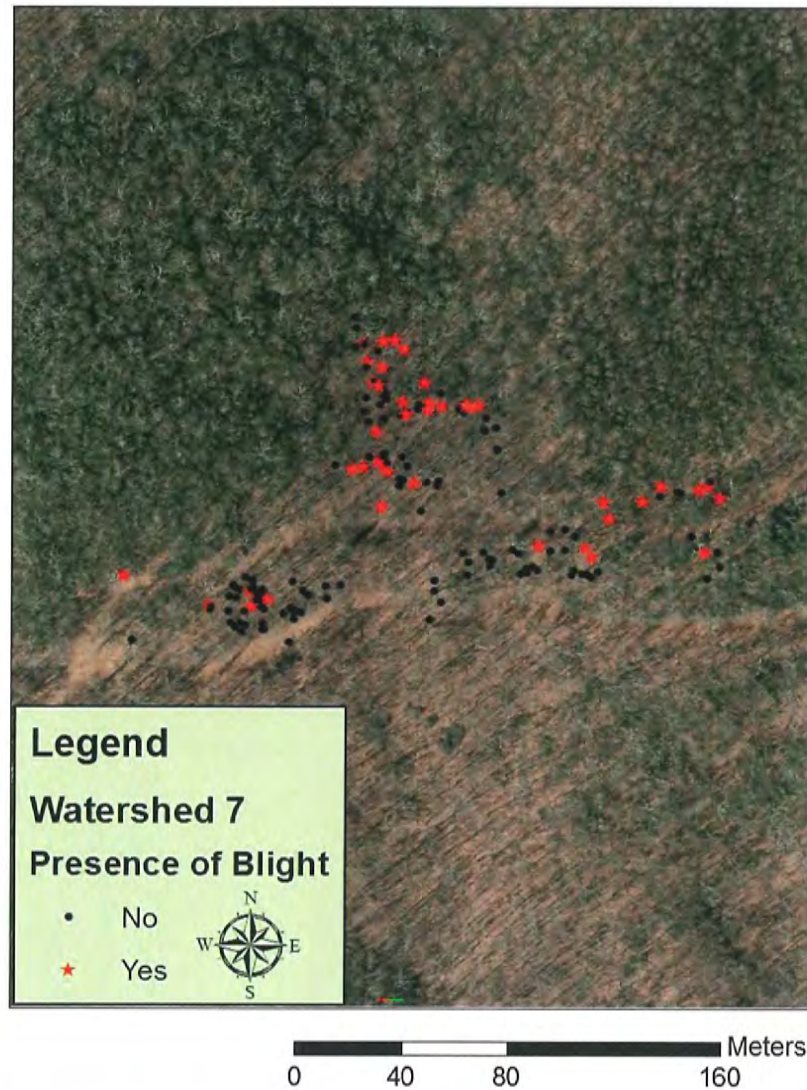 Legend
Watershed 7
Presence of Blight
No
Yes
N
W E
S
Meters
0 40 80 160